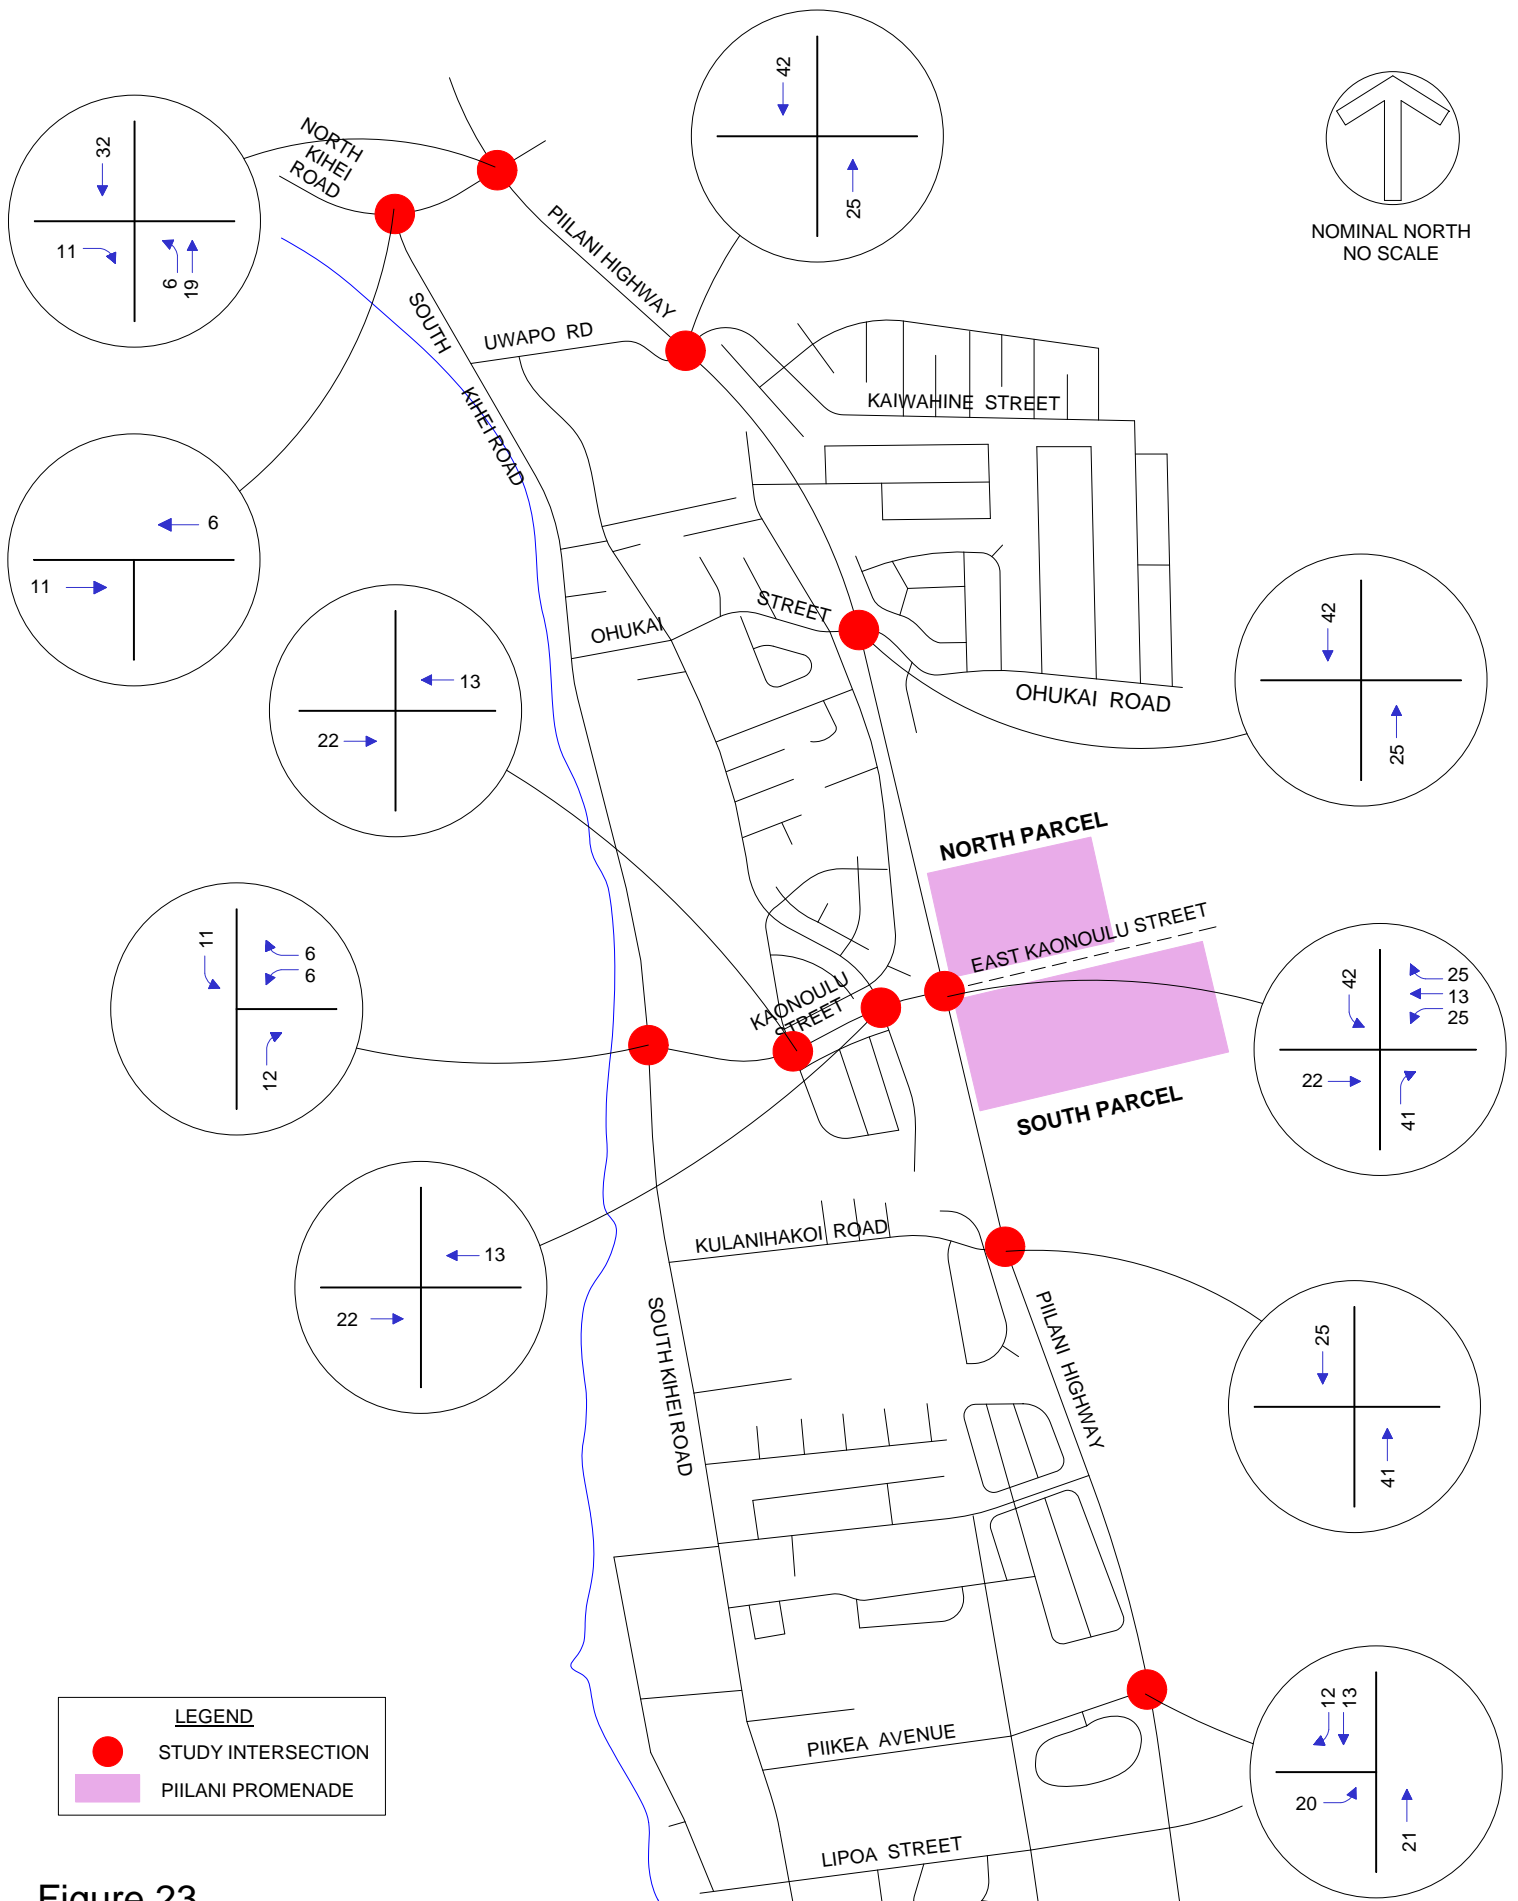 42
25
32
11
6
19
NORTH
KIHEI
ROAD
PIILANI HIGHWAY
NOMINAL NORTH
NO SCALE
SOUTH
KIHEI ROAD
UWAPO RD
KAIWAHINE STREET
6
11
OHUKAI
STREET
OHUKAI ROAD
42
25
13
22
NORTH PARCEL
EAST KAONOULU STREET
SOUTH PARCEL
KAONOULU
STREET
11
6
6
12
42
25
13
25
22
41
13
22
KULANIHAKOI ROAD
SOUTH KIHEI ROAD
PIILANI HIGHWAY
25
41
12
13
20
21
PIIKEA AVENUE
LIPOA STREET
LEGEND
STUDY INTERSECTION
PIILANI PROMENADE
Figure 23